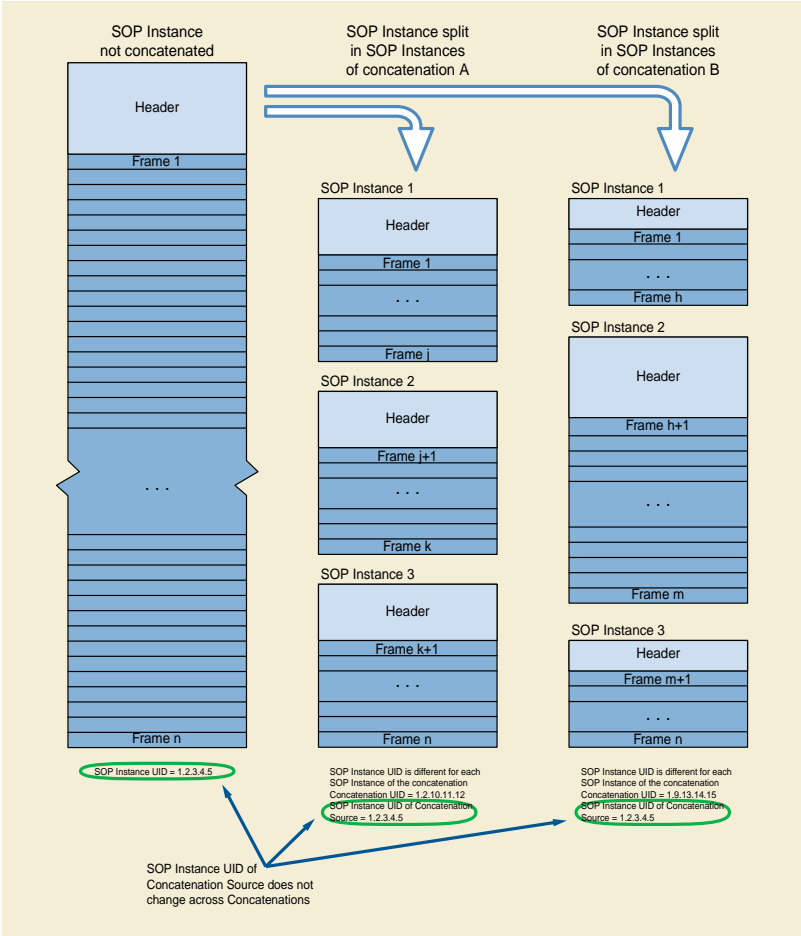 SOP Instance
not concatenated
Header
Frame 1
. . .
Frame n
SOP Instance UID = 1.2.3.4.5
SOP Instance split
in SOP Instances
of concatenation A
SOP Instance 1
Header
Frame 1
. . .
Frame j
SOP Instance 2
Header
Frame j+1
. . .
Frame k
SOP Instance 3
Header
Frame k+1
. . .
Frame n
SOP Instance UID is different for each
SOP Instance of the concatenation
Concatenation UID = 1.2.10.11.12
SOP Instance UID of Concatenation
Source = 1.2.3.4.5
SOP Instance split
in SOP Instances
of concatenation B
SOP Instance 1
Header
Frame 1
. . .
Frame h
SOP Instance 2
Header
Frame h+1
. . .
Frame m
SOP Instance 3
Header
Frame m+1
. . .
Frame n
SOP Instance UID is different for each
SOP Instance of the concatenation
Concatenation UID = 1.9.13.14.15
SOP Instance UID of Concatenation
Source = 1.2.3.4.5
SOP Instance UID of
Concatenation Source does not
change across Concatenations